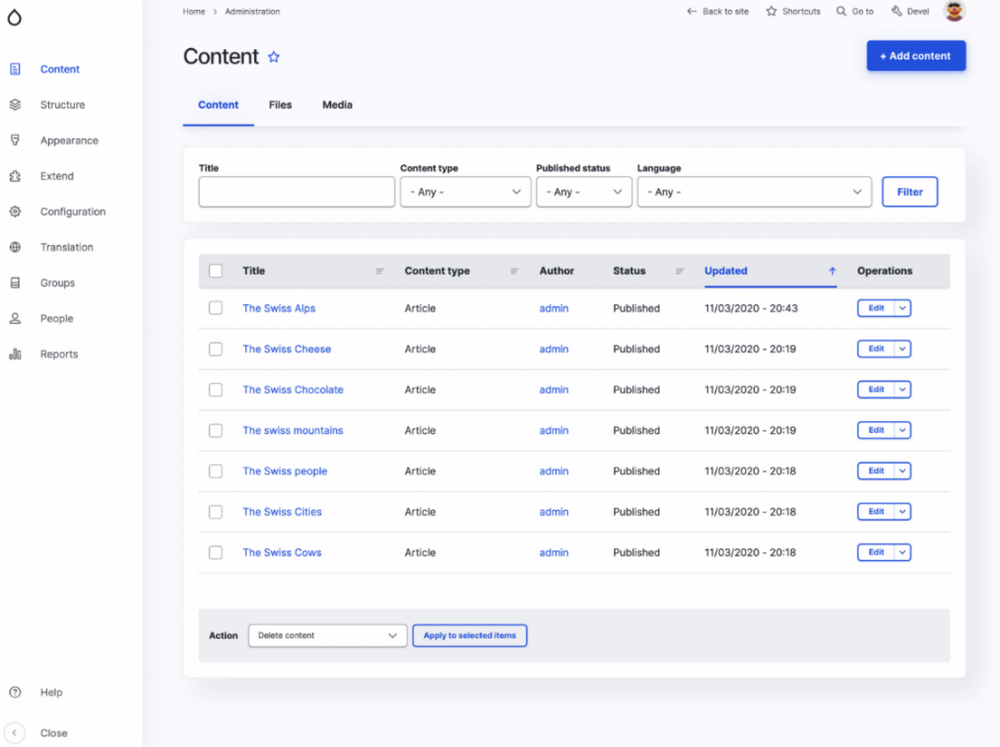 Home > Administration
← Back to site Shortcuts Go to Devel
Content
+ Add content
Content
Structure
Appearance
Extend
Configuration
Translation
Groups
People
Reports
Help
Close
Content Files Media
Title Content type Published status Language
- Any - - Any - - Any - Filter
Title Content type Author Status Updated Operations
The Swiss Alps Article admin Published 11/03/2020 - 20:43 Edit
The Swiss Cheese Article admin Published 11/03/2020 - 20:19 Edit
The Swiss Chocolate Article admin Published 11/03/2020 - 20:19 Edit
The swiss mountains Article admin Published 11/03/2020 - 20:19 Edit
The Swiss people Article admin Published 11/03/2020 - 20:18 Edit
The Swiss Cities Article admin Published 11/03/2020 - 20:18 Edit
The Swiss Cows Article admin Published 11/03/2020 - 20:18 Edit
Action Delete content Apply to selected items